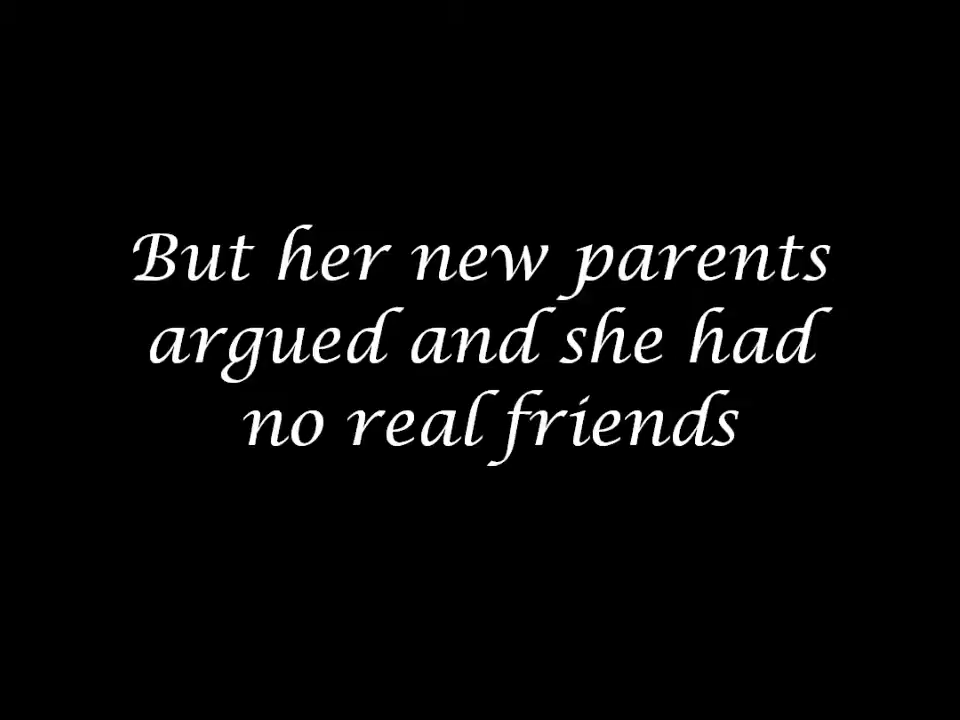 But her new parents
argued and she had
no real friends